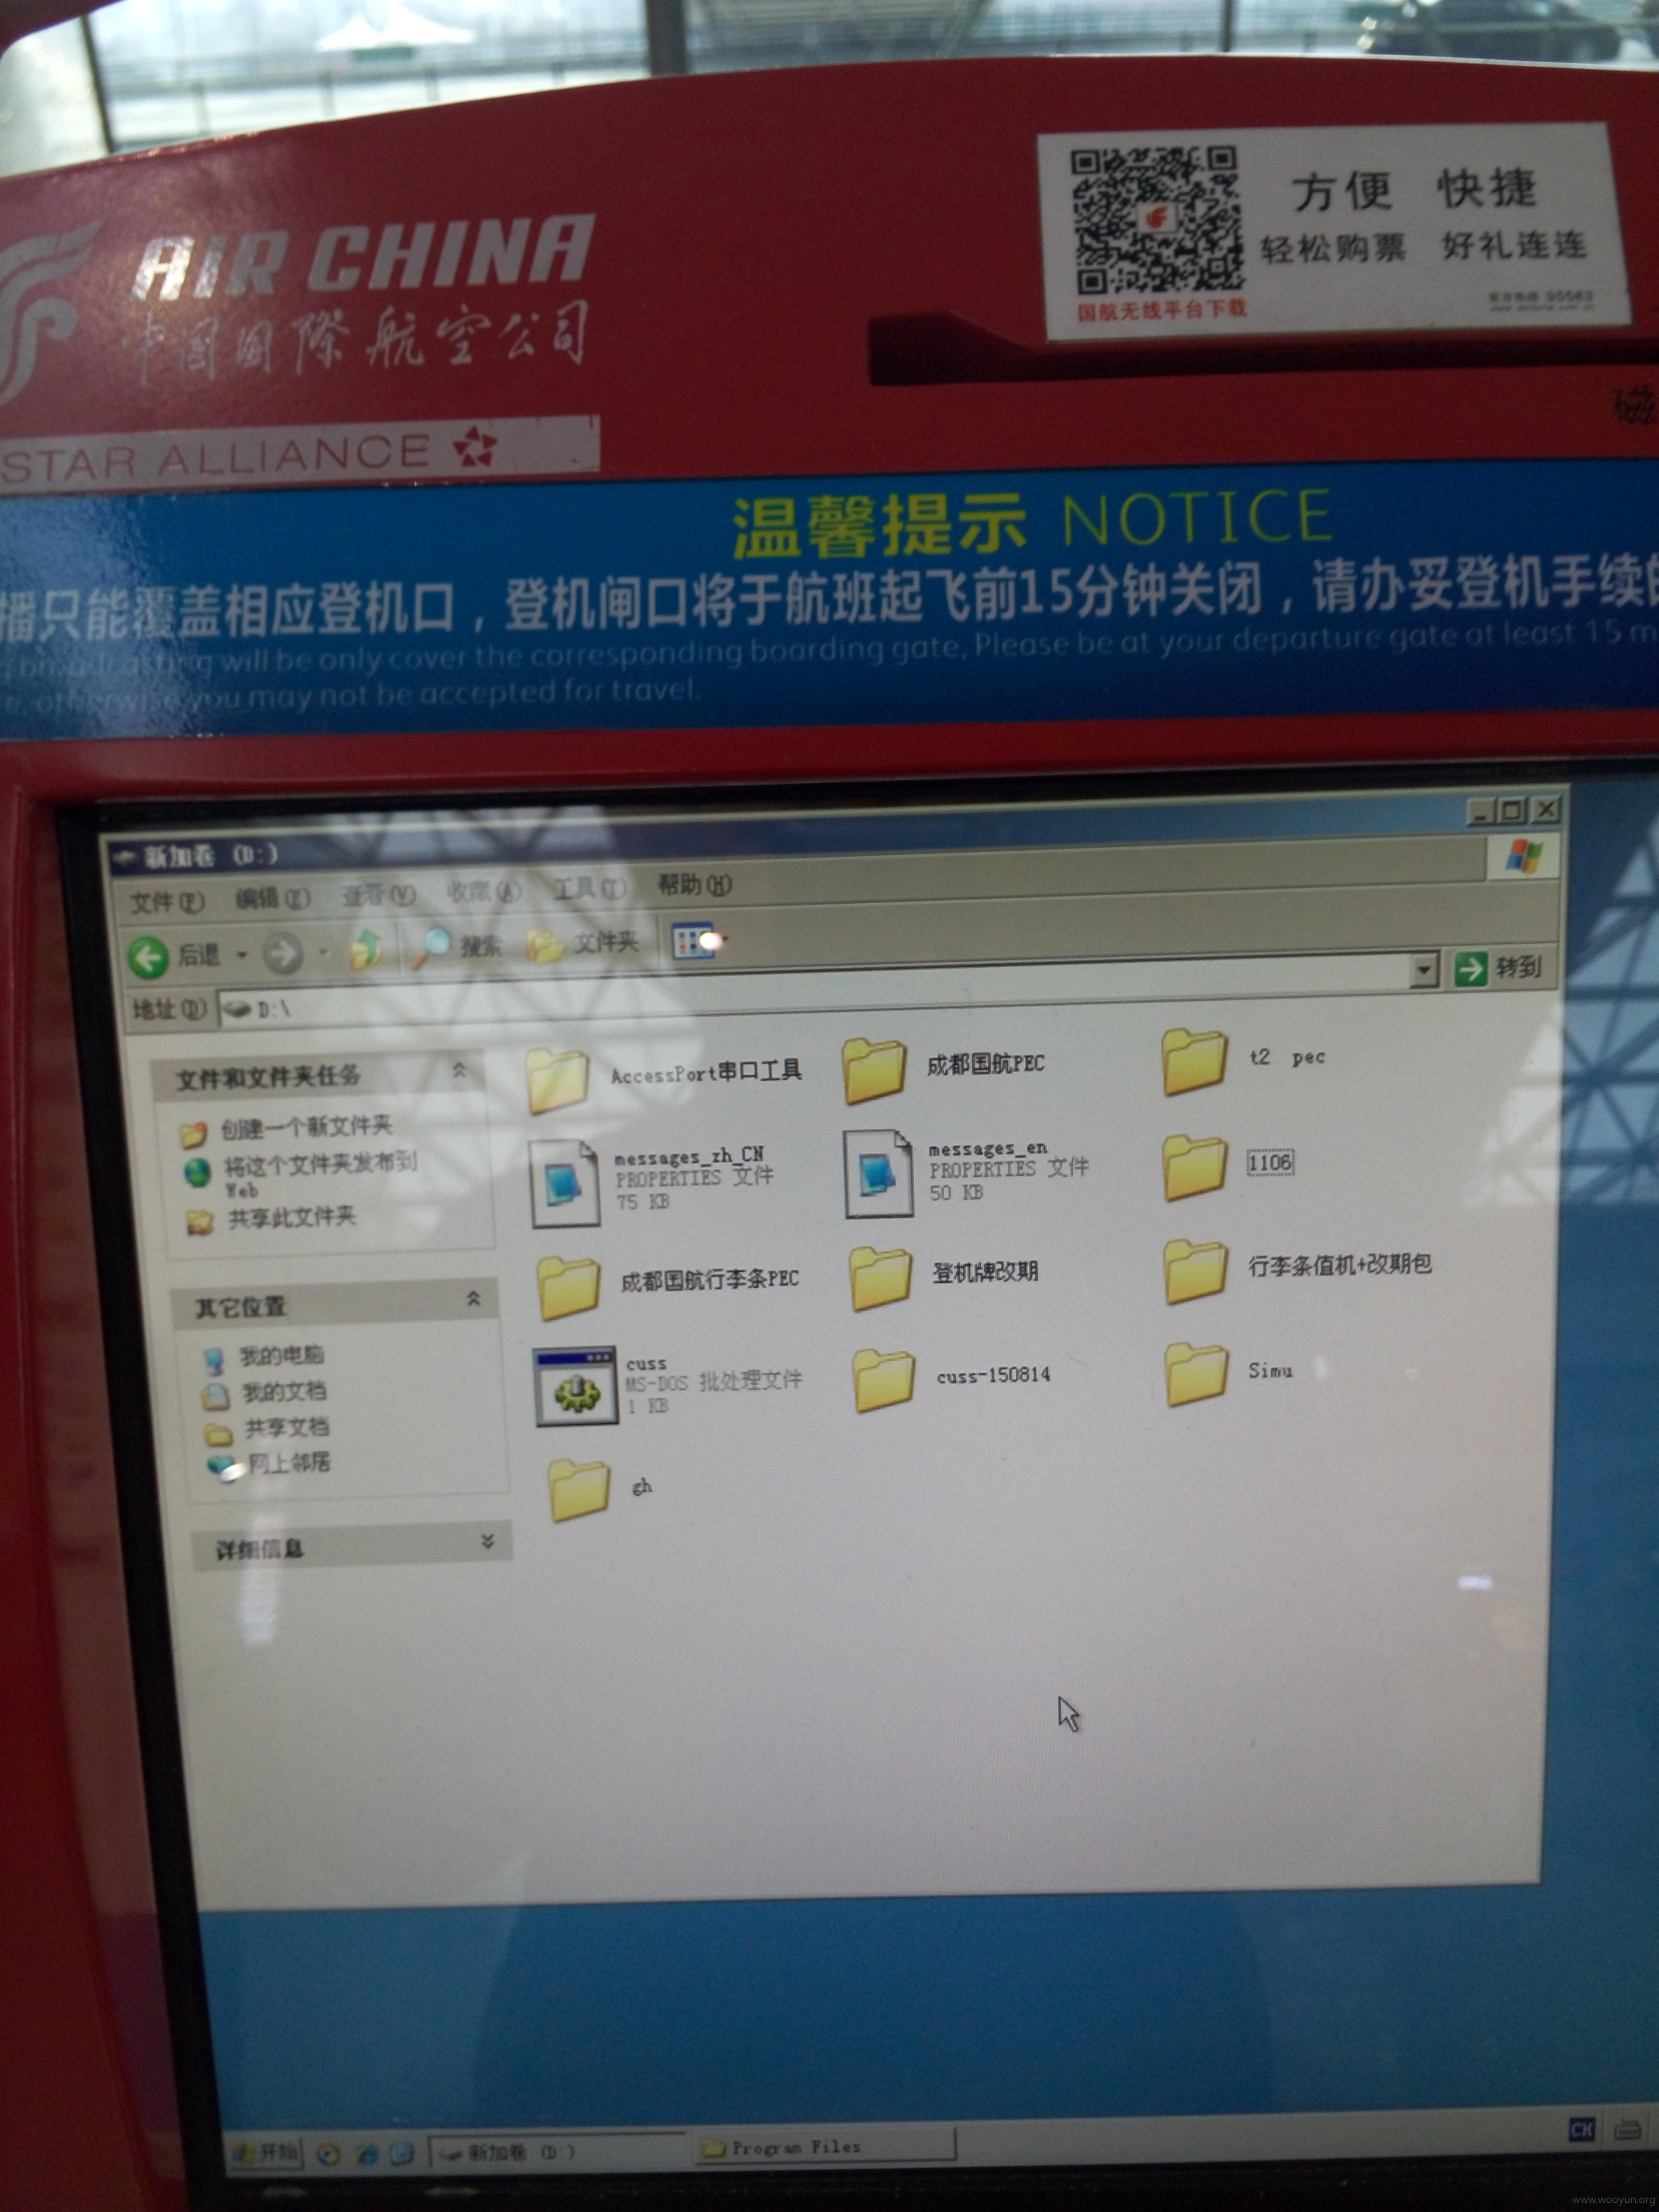 AIR CHINA
中国国際航空公司
STAR ALLIANCE
方便 快捷
轻松购票 好礼连连
国航无线平台下载
官方热线 95583
磁
温馨提示 NOTICE
播只能覆盖相应登机口，登机闸口将于航班起飞前15分钟关闭，请办妥登机手续的
broadcasting will be only cover the corresponding boarding gate, Please be at your departure gate at least 15 m
e, otherwise you may not be accepted for travel.
新加卷 (D:)
文件(F) 编辑(E) 查看(V) 收藏(A) 工具(T) 帮助(H)
后退 搜索 文件夹
地址(D) D:\ 转到
文件和文件夹任务
创建一个新文件夹
将这个文件夹发布到
Web
共享此文件夹
其它位置
我的电脑
我的文档
共享文档
网上邻居
详细信息
AccessPort串口工具
成都国航PEC
t2 pec
messages_zh_CN
PROPERTIES 文件
75 KB
messages_en
PROPERTIES 文件
50 KB
1106
成都国航行李条PEC
登机牌改期
行李条值机+改期包
cuss
MS-DOS 批处理文件
1 KB
cuss-150814
Simu
gh
开始 新加卷 (D:) Program Files CH
www.wooyun.org